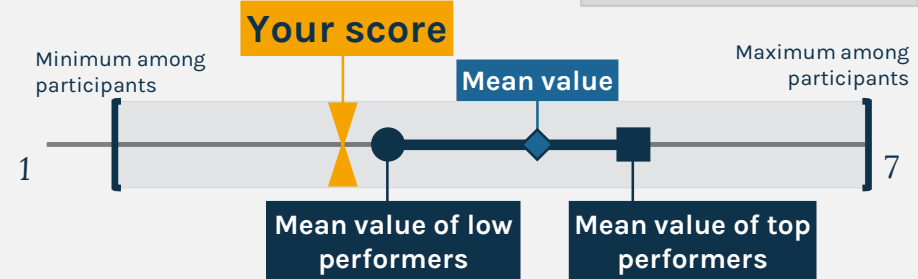 Your score
Minimum among
participants
Mean value
Maximum among
participants
1
7
Mean value of low
performers
Mean value of top
performers